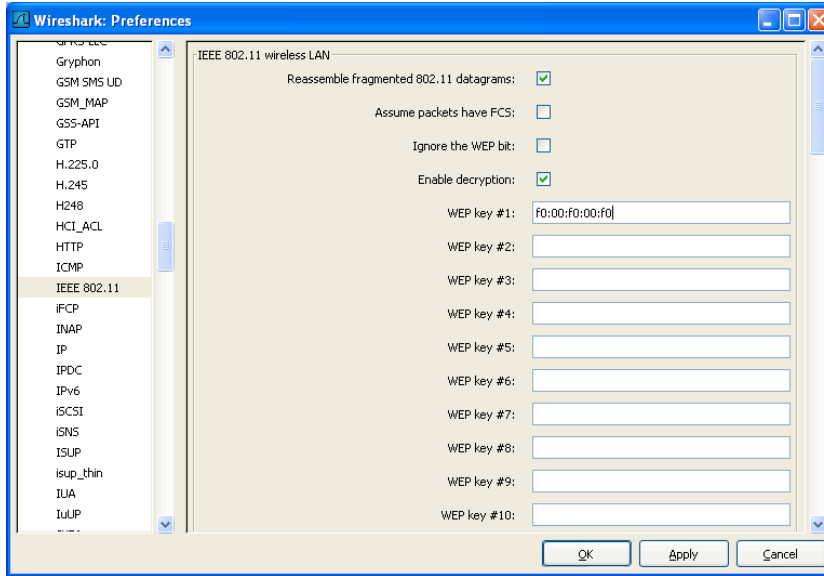 Wireshark: Preferences
Gryphon
GSM SMS UD
GSM_MAP
GSS-API
GTP
H.225.0
H.245
H248
HCI_ACL
HTTP
ICMP
IEEE 802.11
iFCP
INAP
IP
IPDC
IPv6
iSCSI
iSNS
ISUP
isup_thin
IUA
IuUP
IEEE 802.11 wireless LAN
Reassemble fragmented 802.11 datagrams:
Assume packets have FCS:
Ignore the WEP bit:
Enable decryption:
WEP key #1: f0:00:f0:00:f0
WEP key #2:
WEP key #3:
WEP key #4:
WEP key #5:
WEP key #6:
WEP key #7:
WEP key #8:
WEP key #9:
WEP key #10:
OK Apply Cancel